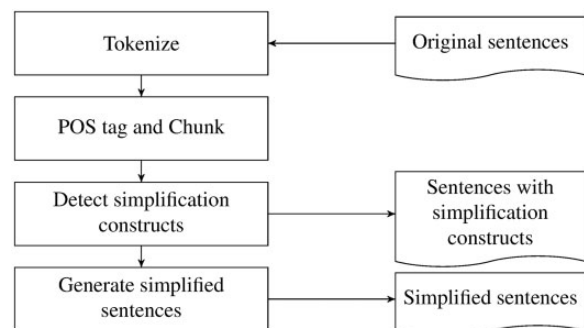 Tokenize
Original sentences
POS tag and Chunk
Detect simplification
constructs
Sentences with
simplification
constructs
Generate simplified
sentences
Simplified sentences